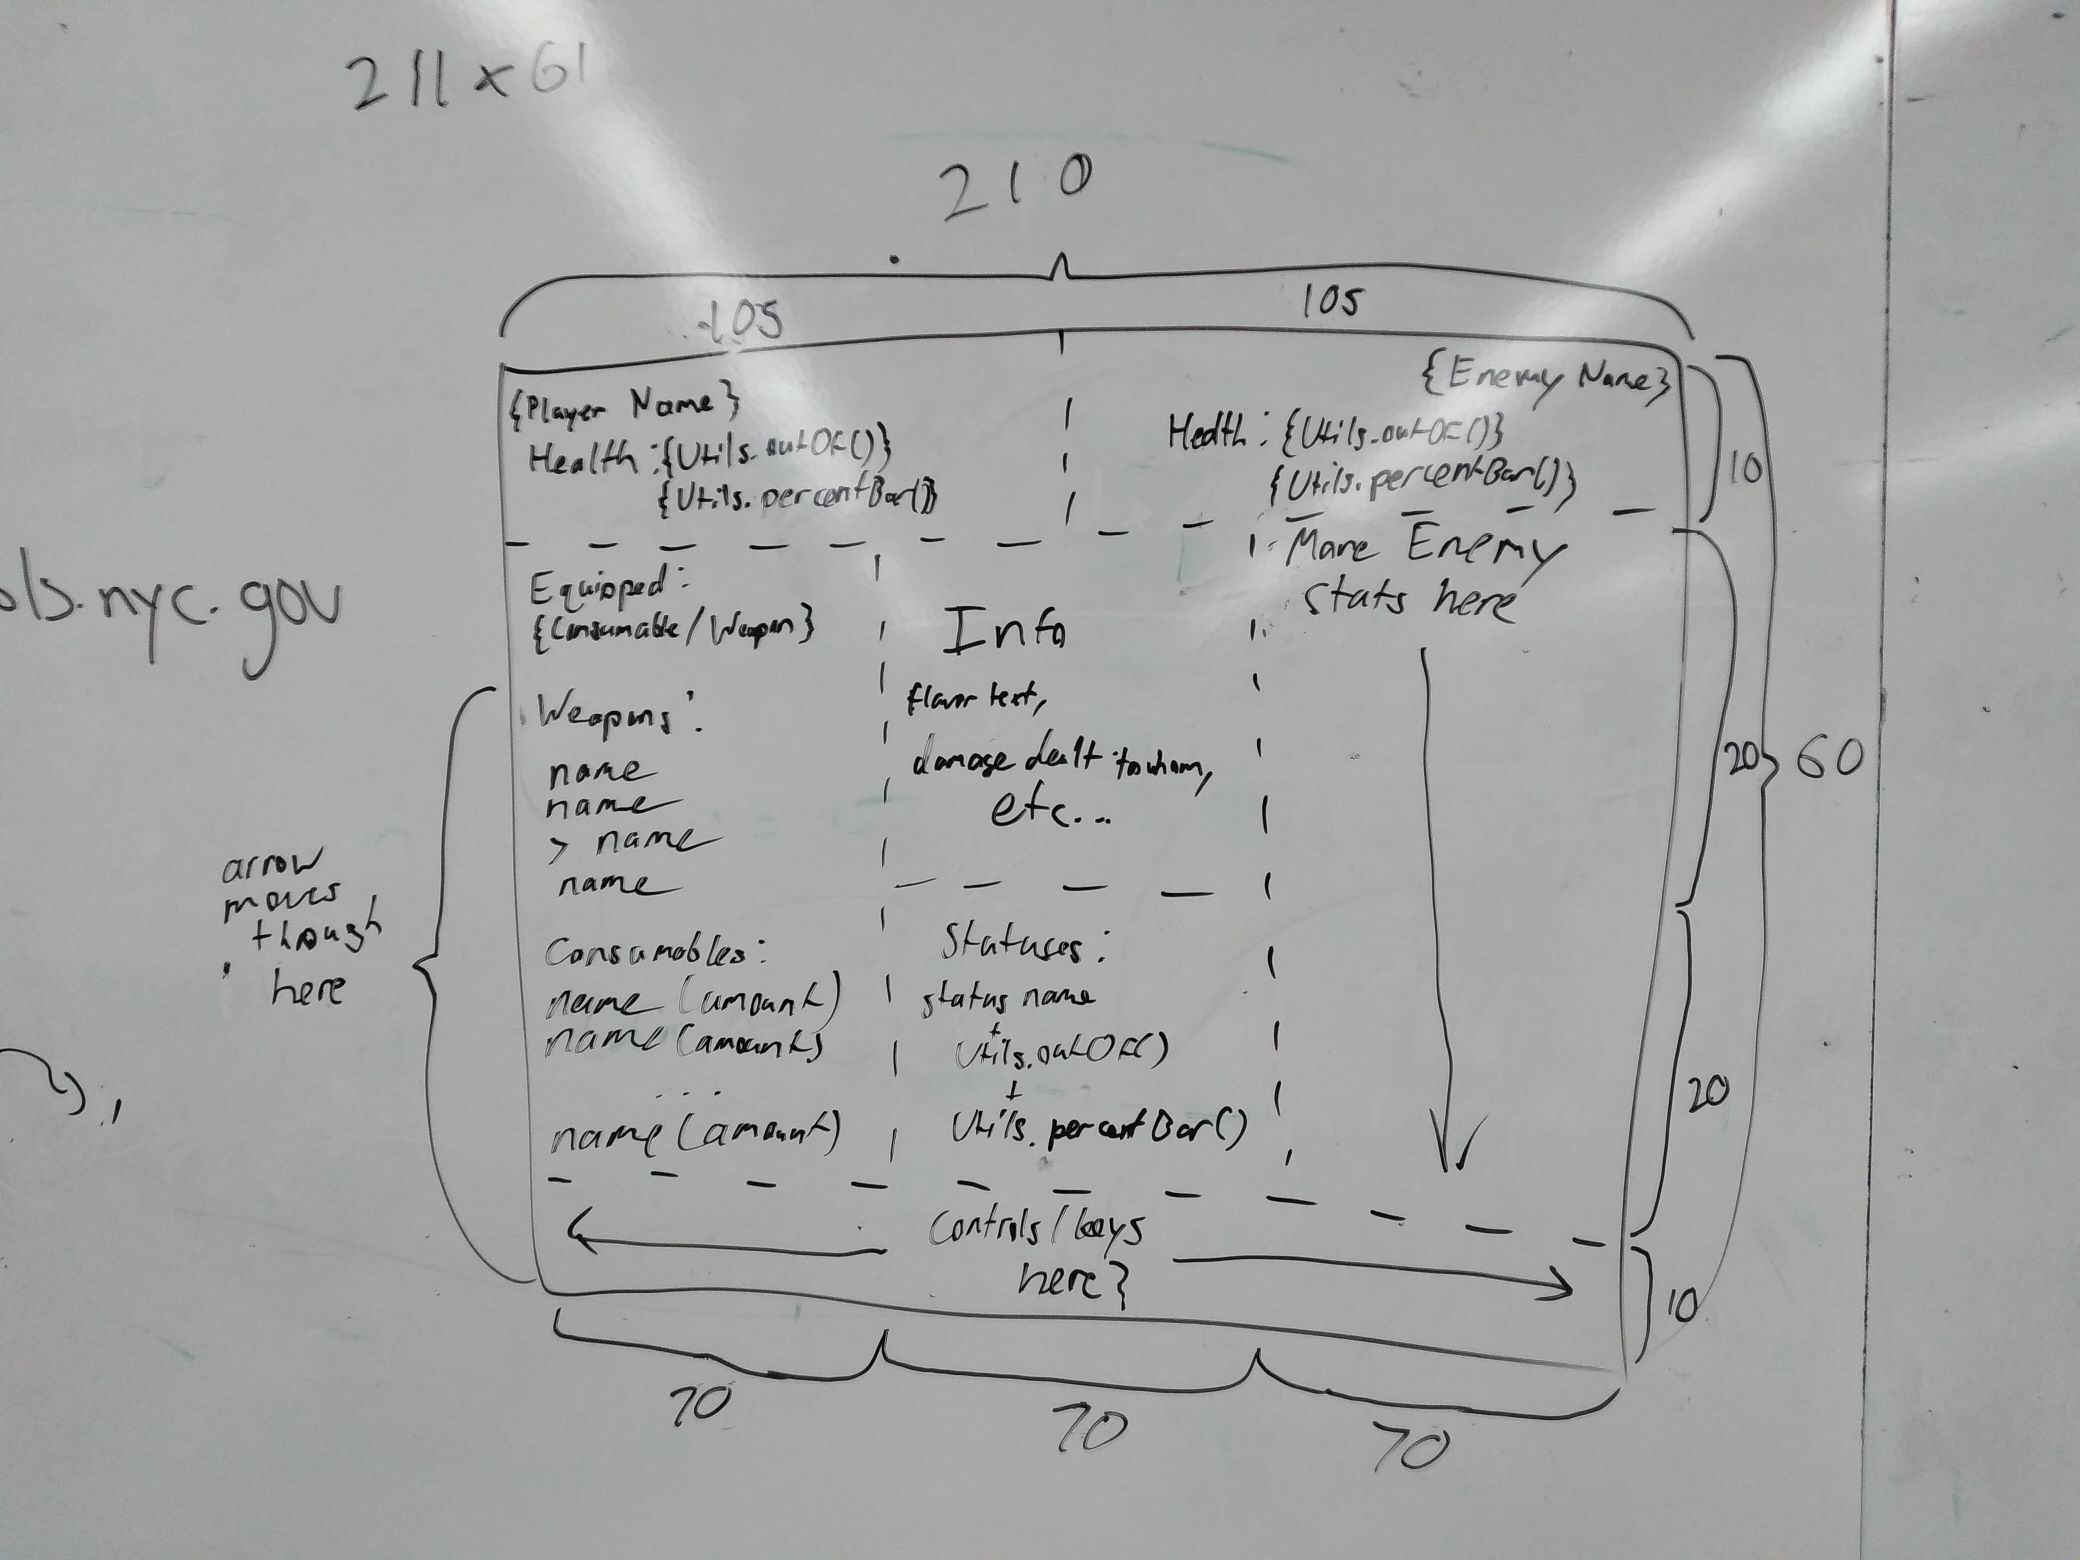 211 x 61
210
105
105
{Player Name}
Health:{Utils.outOf()}
{Utils.percentBar()}
{Enemy Name}
Health: {Utils.outOf()}
{Utils.percentBar()}
10
Equipped:
{Consumable/Weapon}
Weapons:
name
name
> name
name
Consumables:
name (amount)
name (amount)
...
name (amount)
Info
flavor text,
damage dealt to whom,
etc...
Statuses:
status name
+
Utils.outOf()
+
Utils.percentBar()
More Enemy
stats here
20
60
20
Controls/keys
here}
10
70
70
70
arrow
moves
though
here
ols.nyc.gov